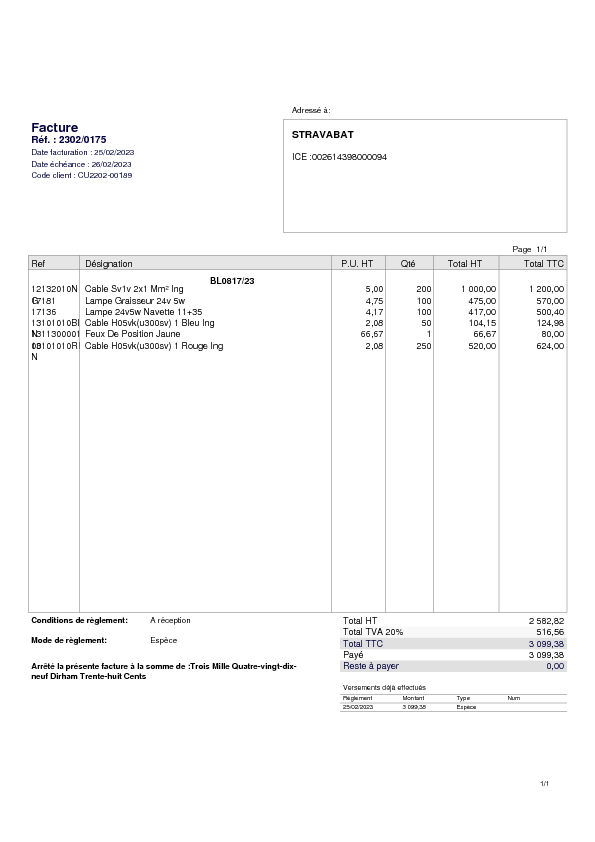 Adressé à:
Facture
Réf. : 2302/0175
Date facturation : 25/02/2023
Date échéance : 26/02/2023
Code client : CU2202-00189
STRAVABAT
ICE :002614398000094
Page 1/1
Ref Désignation P.U. HT Qté Total HT Total TTC
BL0817/23
12132010N Cable Sv1v 2x1 Mm² Ing 5,00 200 1 000,00 1 200,00
17181 Lampe Graisseur 24v 5w 4,75 100 475,00 570,00
17136 Lampe 24v5w Navette 11+35 4,17 100 417,00 500,40
13101010Bl Cable H05vk(u300sv) 1 Bleu Ing 2,08 50 104,15 124,98
Feux De Position Jaune 66,67 1 66,67 80,00
Cable H05vk(u300sv) 1 Rouge Ing 2,08 250 520,00 624,00
N
Conditions de règlement: A réception
Mode de règlement: Espèce
Arrêté la présente facture à la somme de :Trois Mille Quatre-vingt-dix-
neuf Dirham Trente-huit Cents
Total HT 2 582,82
Total TVA 20% 516,56
Total TTC 3 099,38
Payé 3 099,38
Reste à payer 0,00
Versements déjà effectués
Règlement Montant Type Num
25/02/2023 3 099,38 Espèce
1/1